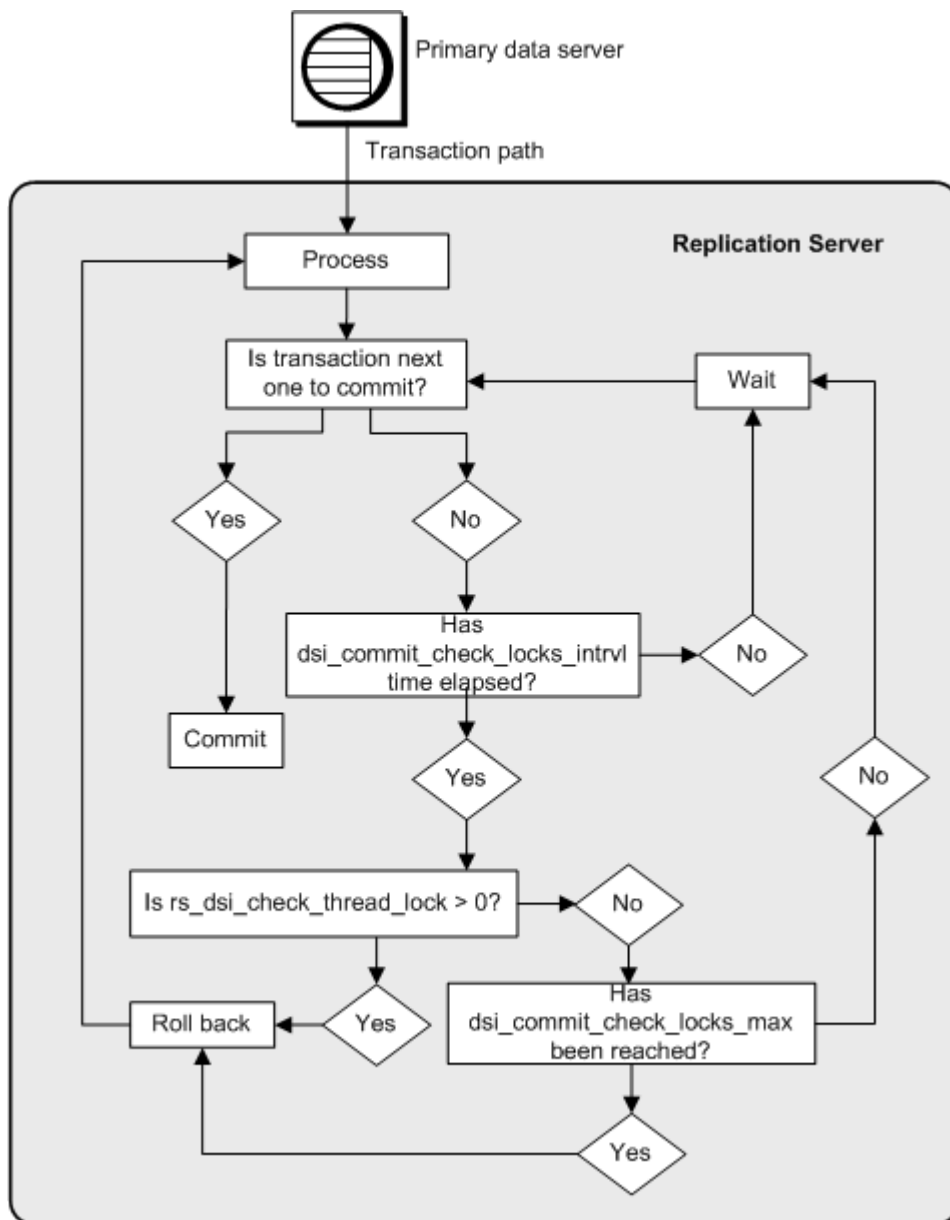 Primary data server
Transaction path
Replication Server
Process
Is transaction next
one to commit?
Wait
Yes
No
Has
dsi_commit_check_locks_intrvl
time elapsed?
No
Commit
Yes
No
Is rs_dsi_check_thread_lock > 0?
No
Has
dsi_commit_check_locks_max
been reached?
Roll back
Yes
Yes